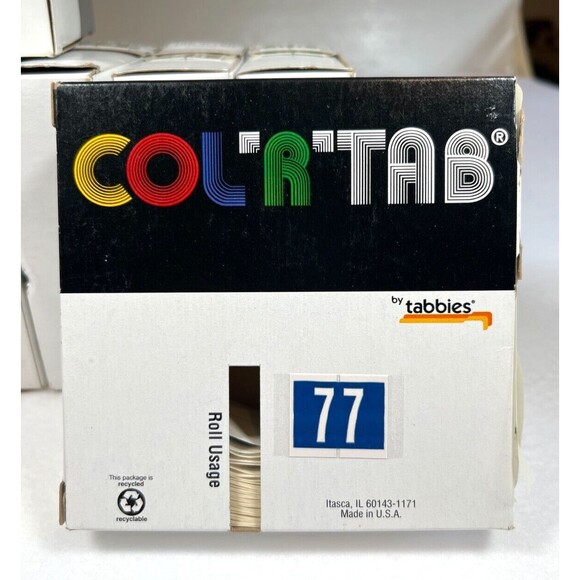 COL'R'TAB®
by tabbies®
77
Roll Usage
This package is
recycled
recyclable
Itasca, IL 60143-1171
Made in U.S.A.